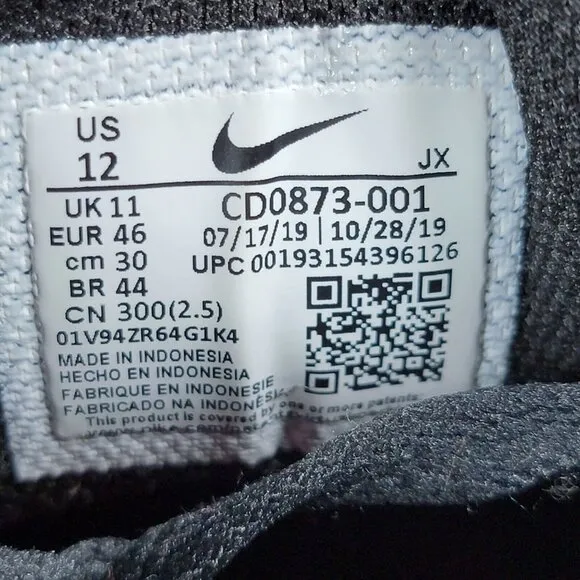 US
12
JX
UK 11
CD0873-001
EUR 46
07/17/19 | 10/28/19
cm 30
UPC 00193154396126
BR 44
CN 300(2.5)
01V94ZR64G1K4
MADE IN INDONESIA
HECHO EN INDONESIA
FABRIQUE EN INDONESIE
FABRICADO NA INDONES
This product is covered by one or more patents